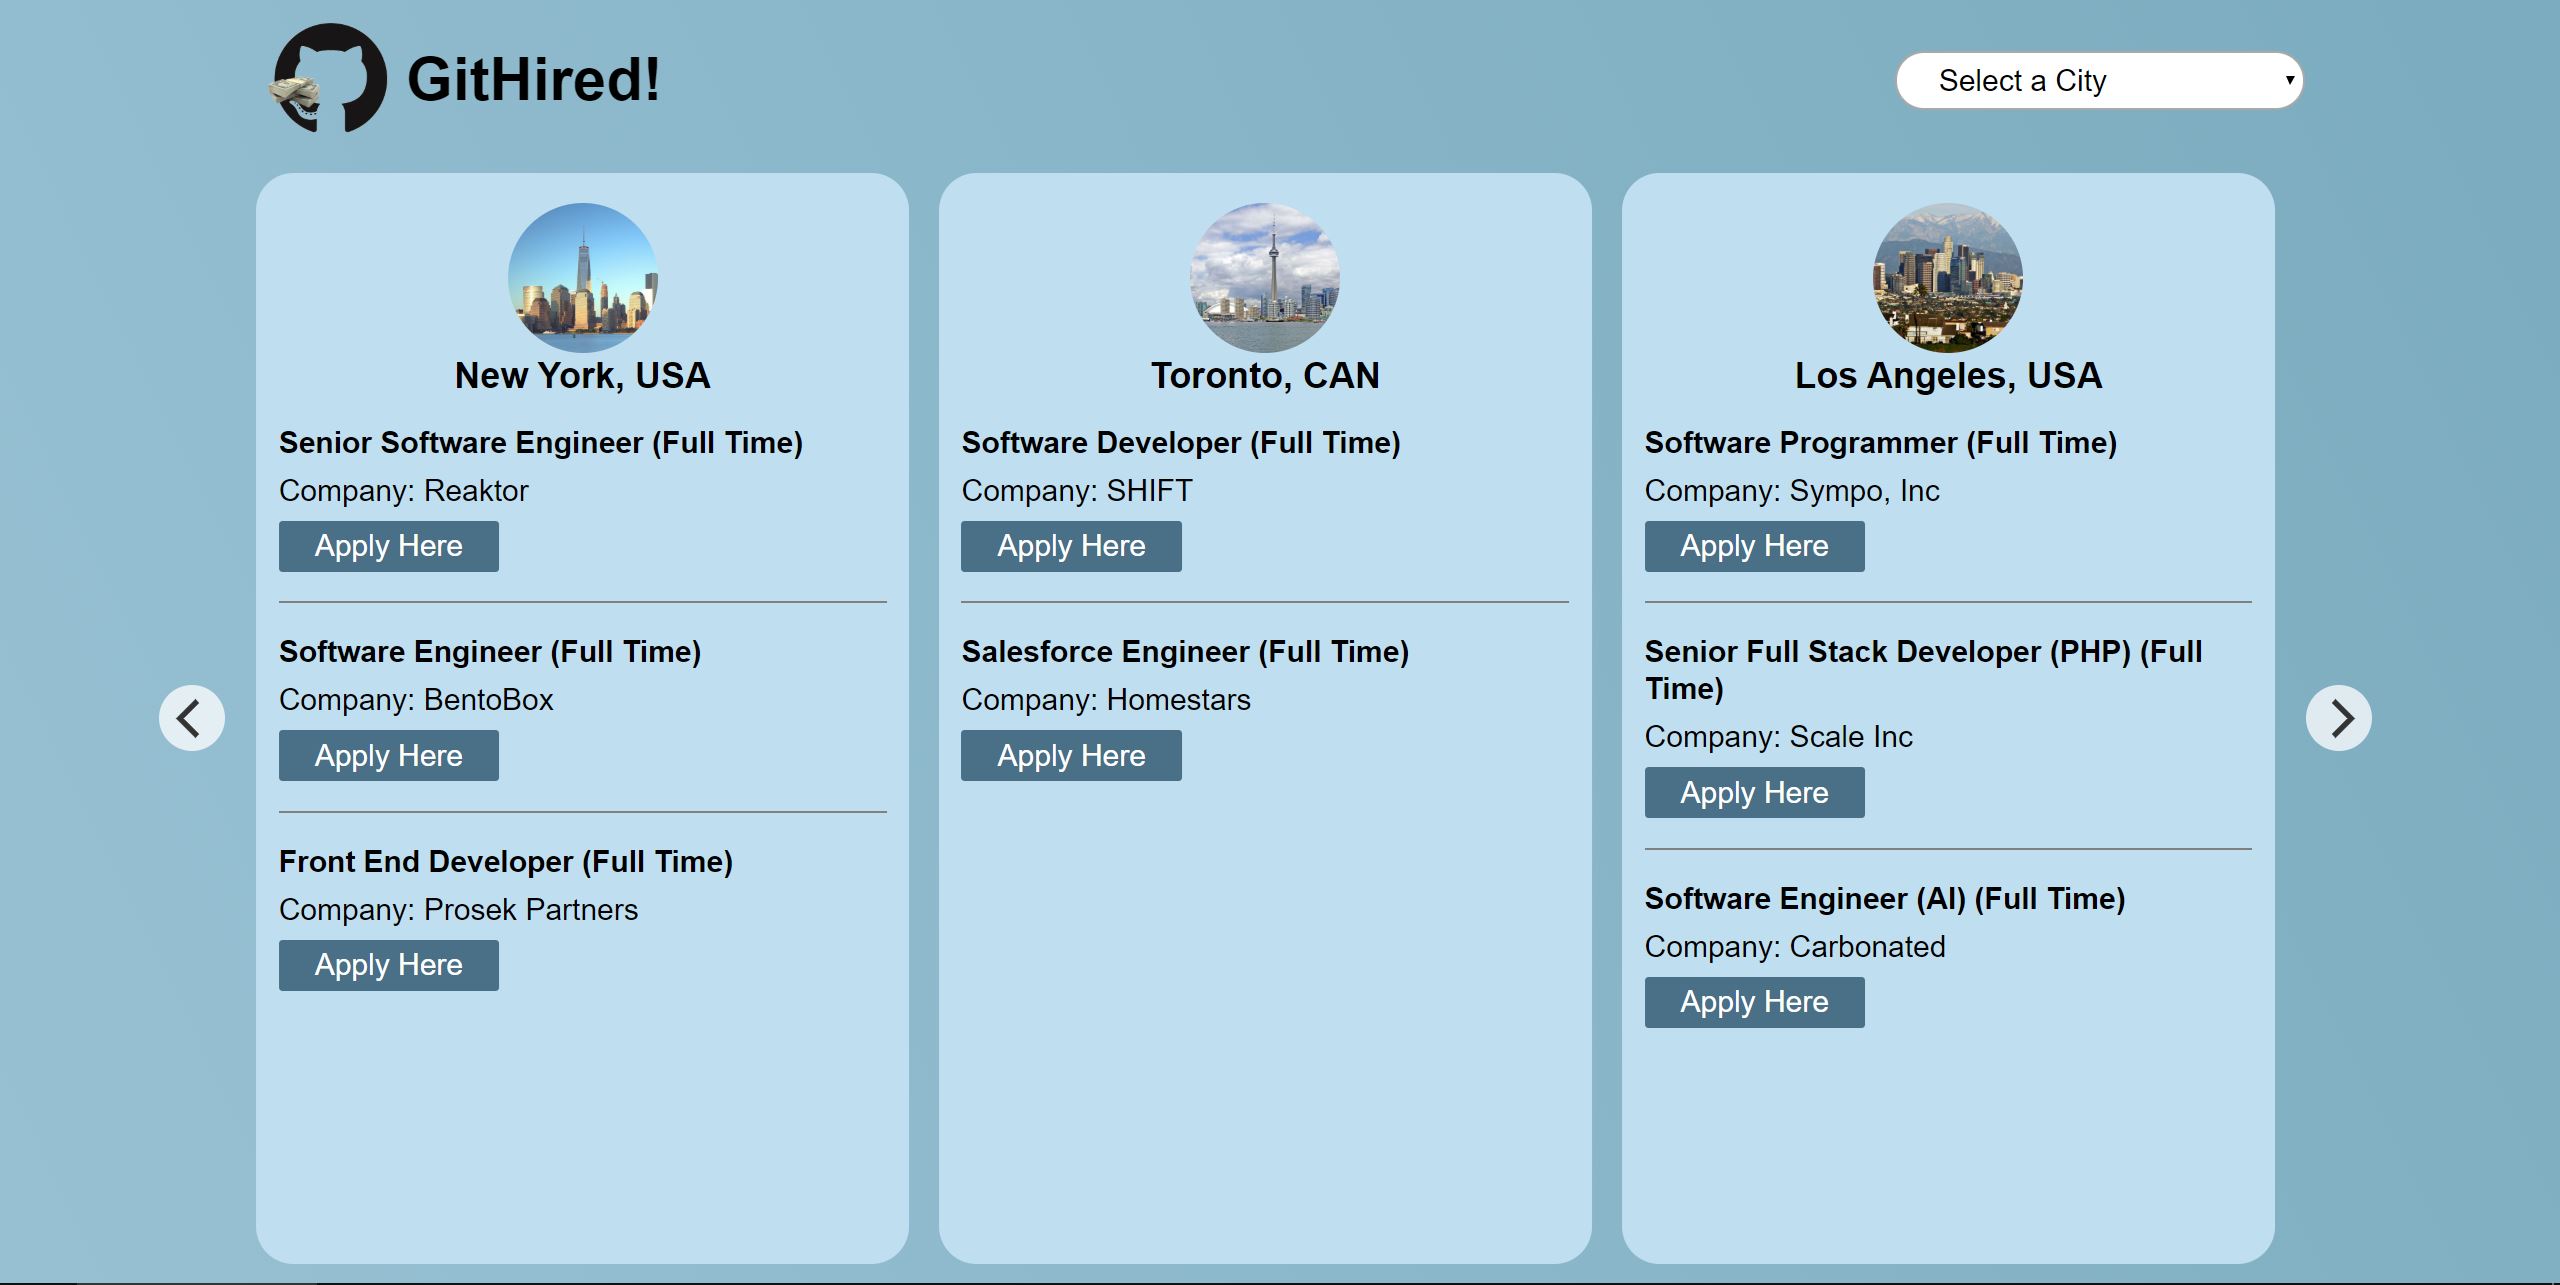 GitHired!
Select a City
New York, USA
Senior Software Engineer (Full Time)
Company: Reaktor
Apply Here
Software Engineer (Full Time)
Company: BentoBox
Apply Here
Front End Developer (Full Time)
Company: Prosek Partners
Apply Here
Toronto, CAN
Software Developer (Full Time)
Company: SHIFT
Apply Here
Salesforce Engineer (Full Time)
Company: Homestars
Apply Here
Los Angeles, USA
Software Programmer (Full Time)
Company: Sympo, Inc
Apply Here
Senior Full Stack Developer (PHP) (Full
Time)
Company: Scale Inc
Apply Here
Software Engineer (AI) (Full Time)
Company: Carbonated
Apply Here